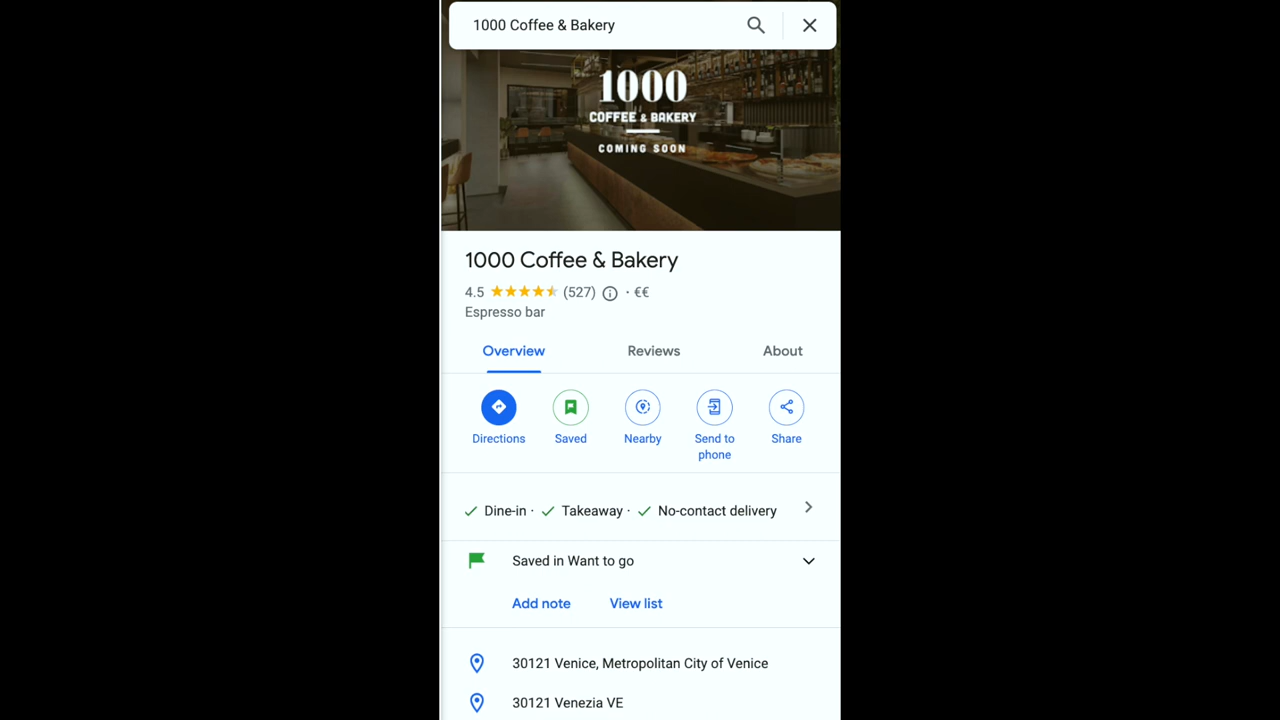 1000 Coffee & Bakery
1000
COFFEE & BAKERY
COMING SOON
1000 Coffee & Bakery
4.5 (527) · €€
Espresso bar
Overview Reviews About
Directions Saved Nearby Send to phone Share
Dine-in · Takeaway · No-contact delivery
Saved in Want to go
Add note View list
30121 Venice, Metropolitan City of Venice
30121 Venezia VE